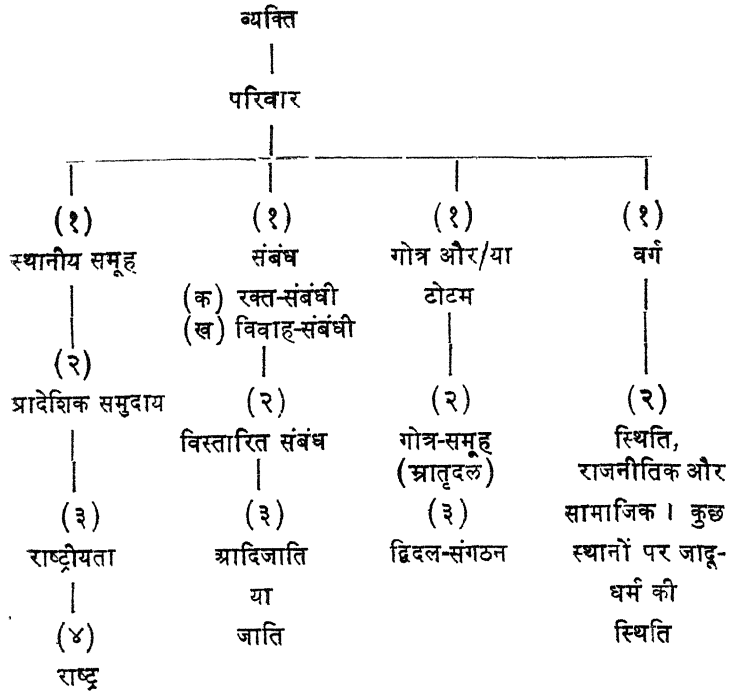 व्यक्ति
परिवार
(१) (१) (१) (१)
स्थानीय समूह संबंध गोत्र और/या वर्ग
(क) रक्त-संबंधी टोटम
(ख) विवाह-संबंधी
(२)
प्रादेशिक समुदाय (२) (२) (२)
विस्तारित संबंध गोत्र-समूह स्थिति,
(भ्रातृदल) राजनीतिक और
(३) (३) (३) सामाजिक। कुछ
राष्ट्रीयता आदिजाति द्विदल-संगठन स्थानों पर जादू-
या धर्म की
(४) जाति स्थिति
राष्ट्र